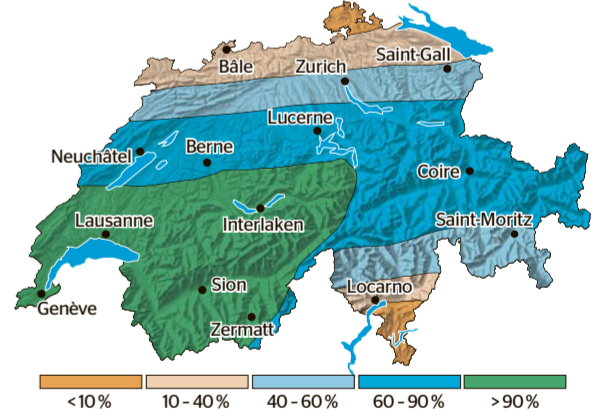 Bâle
Zurich
Saint-Gall
Lucerne
Neuchâtel
Berne
Coire
Lausanne
Interlaken
Saint-Moritz
Genève
Sion
Locarno
Zermatt
<10 %
10 - 40 %
40 - 60 %
60 - 90 %
>90 %